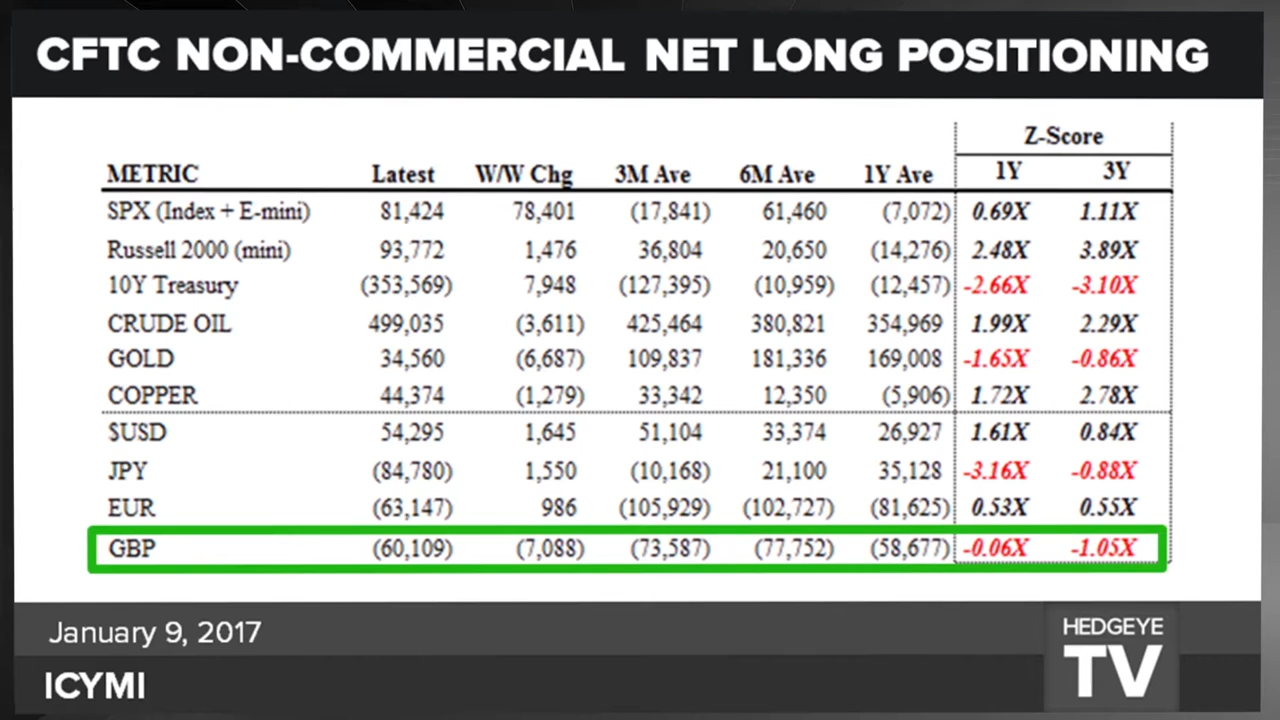 CFTC NON-COMMERCIAL NET LONG POSITIONING
Z-Score
METRIC Latest W/W Chg 3M Ave 6M Ave 1Y Ave 1Y 3Y
SPX (Index + E-mini) 81,424 78,401 (17,841) 61,460 (7,072) 0.69X 1.11X
Russell 2000 (mini) 93,772 1,476 36,804 20,650 (14,276) 2.48X 3.89X
10Y Treasury (353,569) 7,948 (127,395) (10,959) (12,457) -2.66X -3.10X
CRUDE OIL 499,035 (3,611) 425,464 380,821 354,969 1.99X 2.29X
GOLD 34,560 (6,687) 109,837 181,336 169,008 -1.65X -0.86X
COPPER 44,374 (1,279) 33,342 12,350 (5,906) 1.72X 2.78X
$USD 54,295 1,645 51,104 33,374 26,927 1.61X 0.84X
JPY (84,780) 1,550 (10,168) 21,100 35,128 -3.16X -0.88X
EUR (63,147) 986 (105,929) (102,727) (81,625) 0.53X 0.55X
GBP (60,109) (7,088) (73,587) (77,752) (58,677) -0.06X -1.05X
January 9, 2017
ICYMI
HEDGEYE
TV